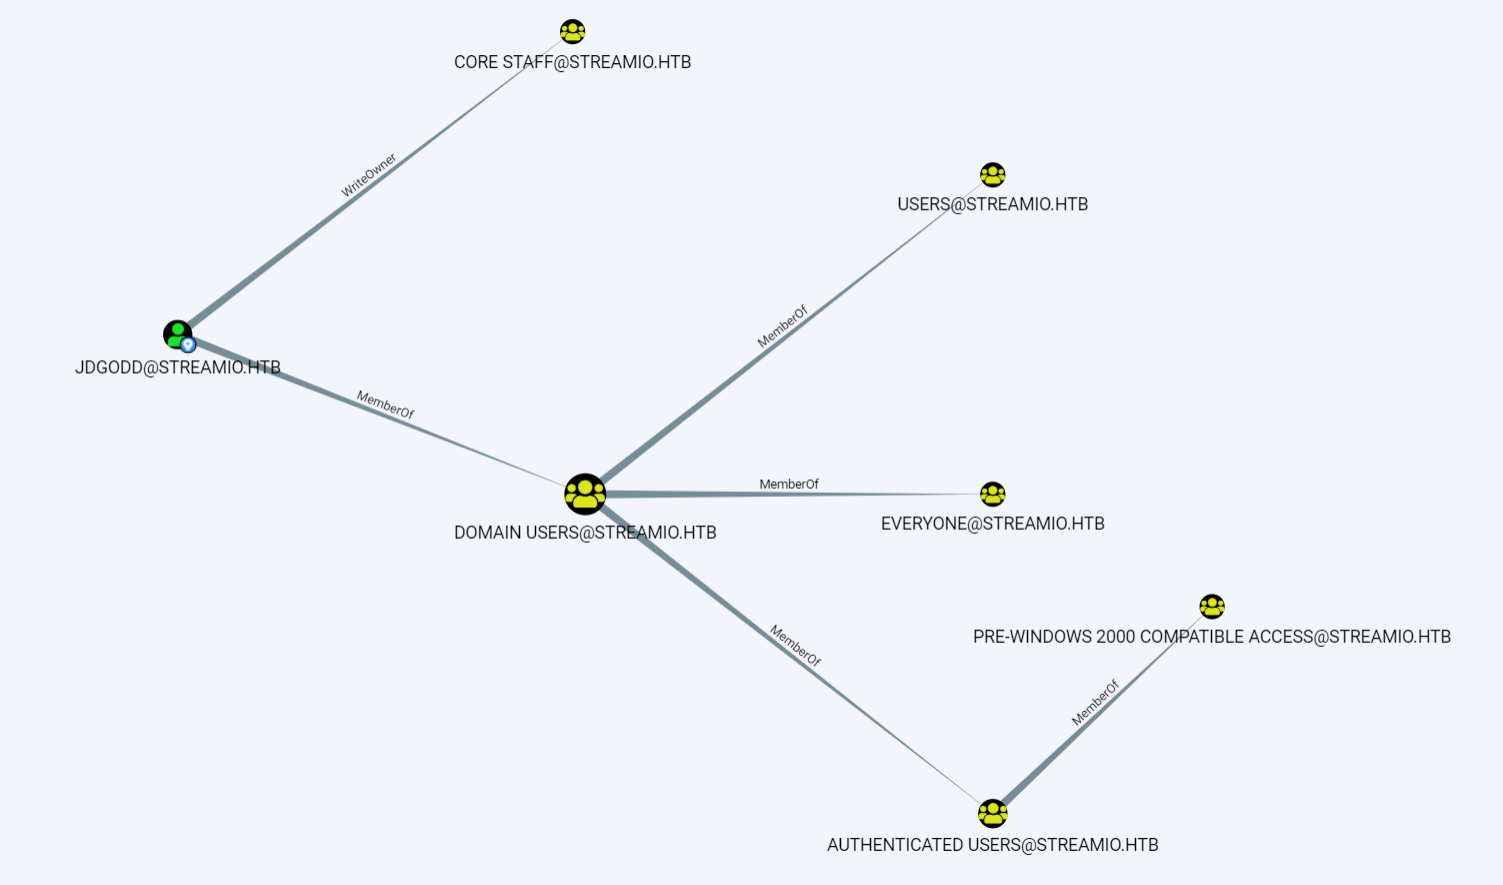 CORE STAFF@STREAMIO.HTB
WriteOwner
USERS@STREAMIO.HTB
MemberOf
JDGODD@STREAMIO.HTB
MemberOf
MemberOf
DOMAIN USERS@STREAMIO.HTB
EVERYONE@STREAMIO.HTB
MemberOf
PRE-WINDOWS 2000 COMPATIBLE ACCESS@STREAMIO.HTB
MemberOf
AUTHENTICATED USERS@STREAMIO.HTB